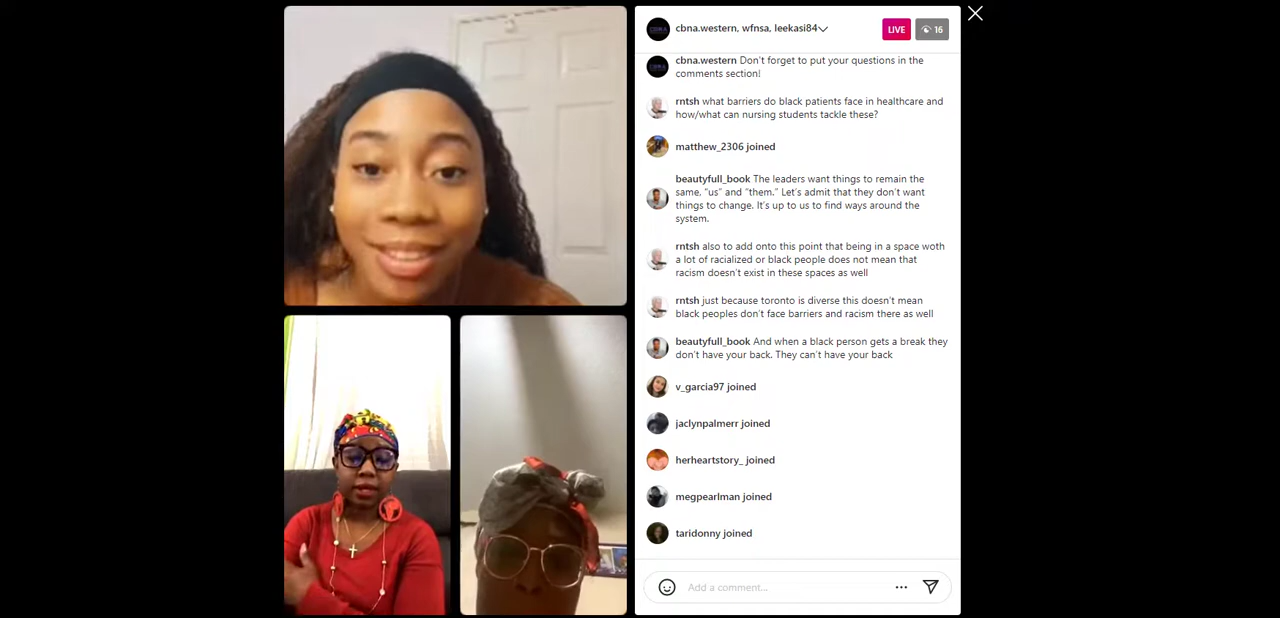 cbna.western, wfnsa, leekasi84
LIVE
16
cbna.western Don't forget to put your questions in the
comments section!
rntsh what barriers do black patients face in healthcare and
how/what can nursing students tackle these?
matthew_2306 joined
beautyfull_book The leaders want things to remain the
same, "us" and "them." Let's admit that they don't want
things to change. It's up to us to find ways around the
system.
rntsh also to add onto this point that being in a space woth
a lot of racialized or black people does not mean that
racism doesn't exist in these spaces as well
rntsh just because toronto is diverse this doesn't mean
black peoples don't face barriers and racism there as well
beautyfull_book And when a black person gets a break they
don't have your back. They can't have your back
v_garcia97 joined
jaclynpalmerr joined
herheartstory_ joined
megpearlman joined
taridonny joined
Add a comment...